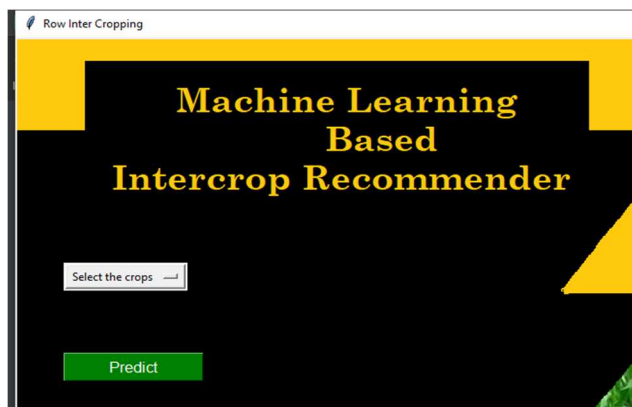 Row Inter Cropping
Machine Learning
Based
Intercrop Recommender
Select the crops
Predict